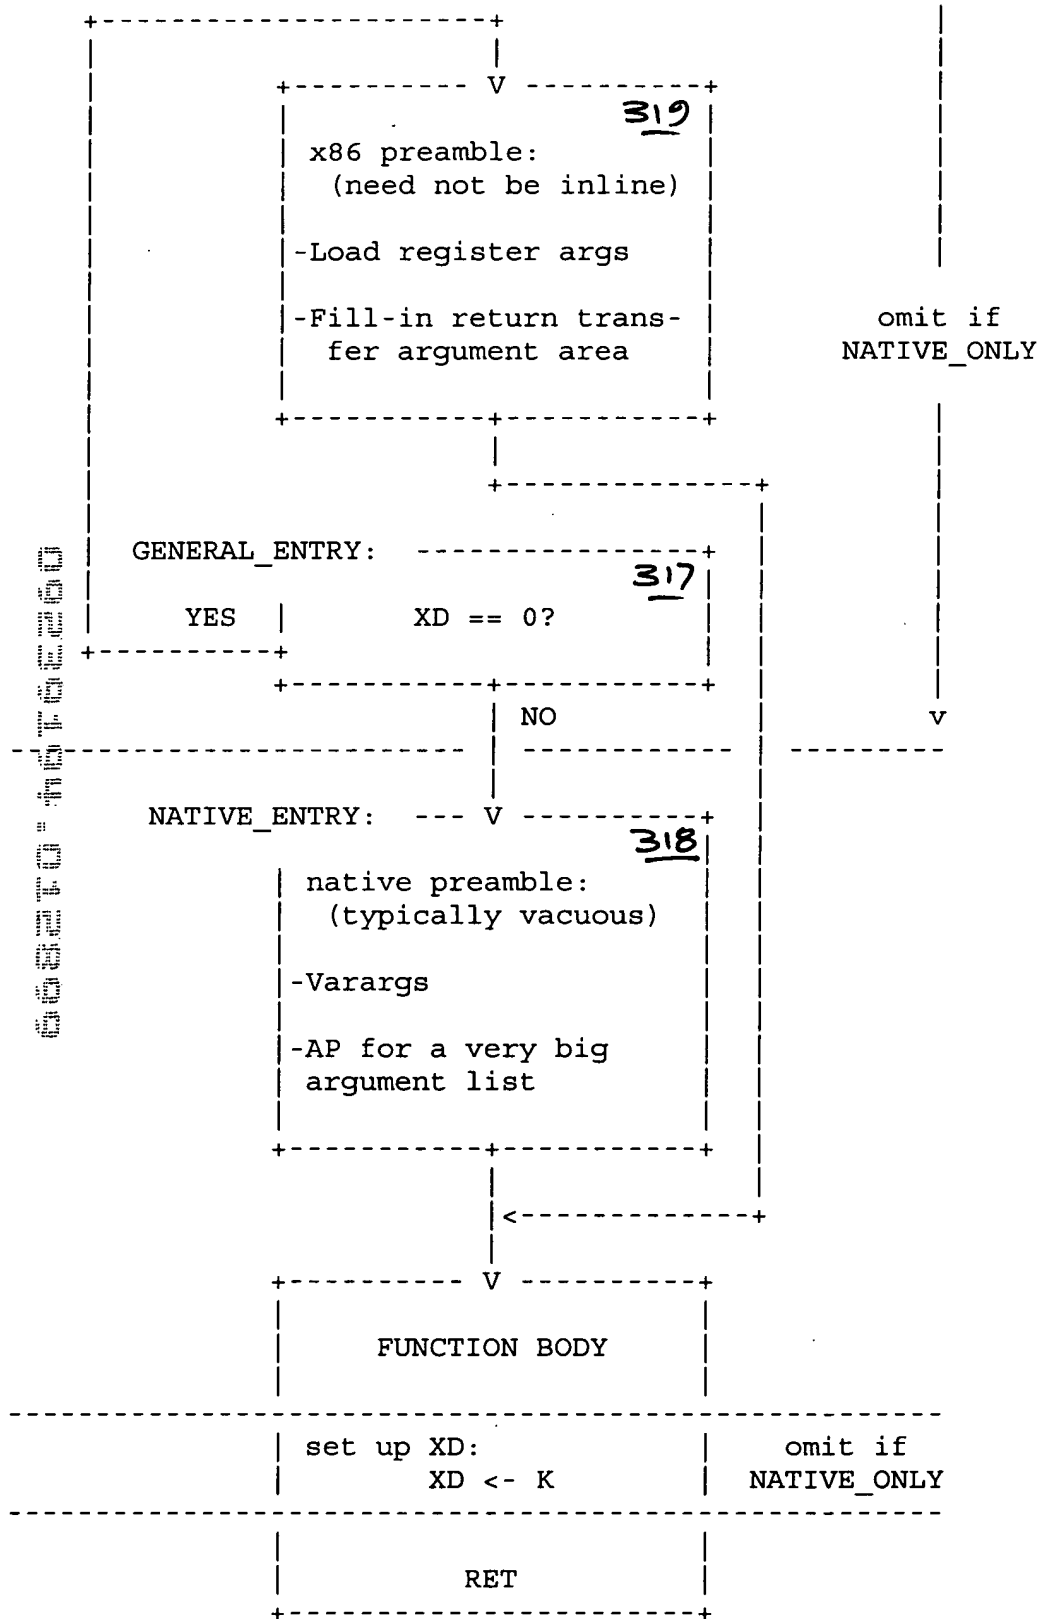 319
x86 preamble:
(need not be inline)
-Load register args
-Fill-in return trans-
fer argument area
omit if
NATIVE_ONLY
GENERAL_ENTRY:
317
YES
XD == 0?
NO
V
NATIVE_ENTRY:
318
native preamble:
(typically vacuous)
-Varargs
-AP for a very big
argument list
FUNCTION BODY
set up XD:
XD <- K
omit if
NATIVE_ONLY
RET